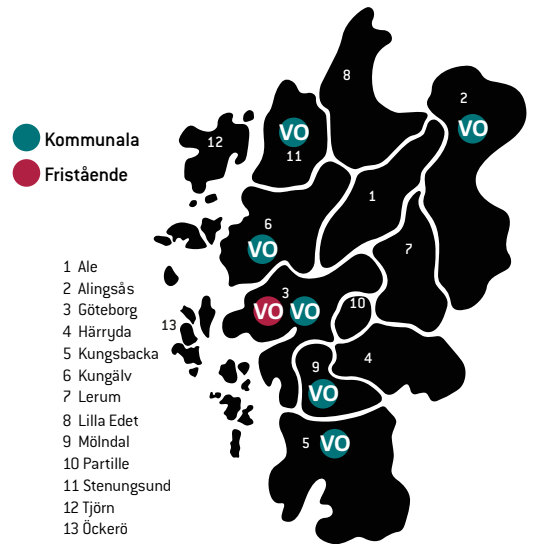 8
2
VO
12
VO
11
Kommunala
Fristående
1
6
VO
7
3
VO VO
10
13
9
4
VO
5 VO
1 Ale
2 Alingsås
3 Göteborg
4 Härryda
5 Kungsbacka
6 Kungälv
7 Lerum
8 Lilla Edet
9 Mölndal
10 Partille
11 Stenungsund
12 Tjörn
13 Öckerö